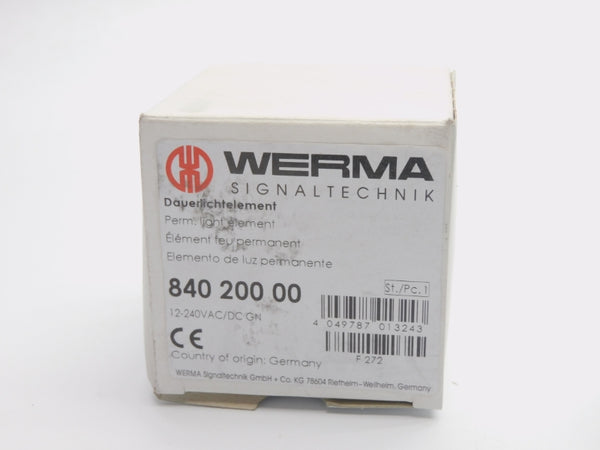 WERMA
SIGNALTECHNIK
Dauerlichtelement
Perm. light element
Élément feu permanent
Elemento de luz permanente
840 200 00
St./Pc. 1
12-240VAC/DC GN
4 049787 013243
CE
F 272
Country of origin: Germany
WERMA Signaltechnik GmbH + Co. KG 78604 Rietheim-Weilheim, Germany